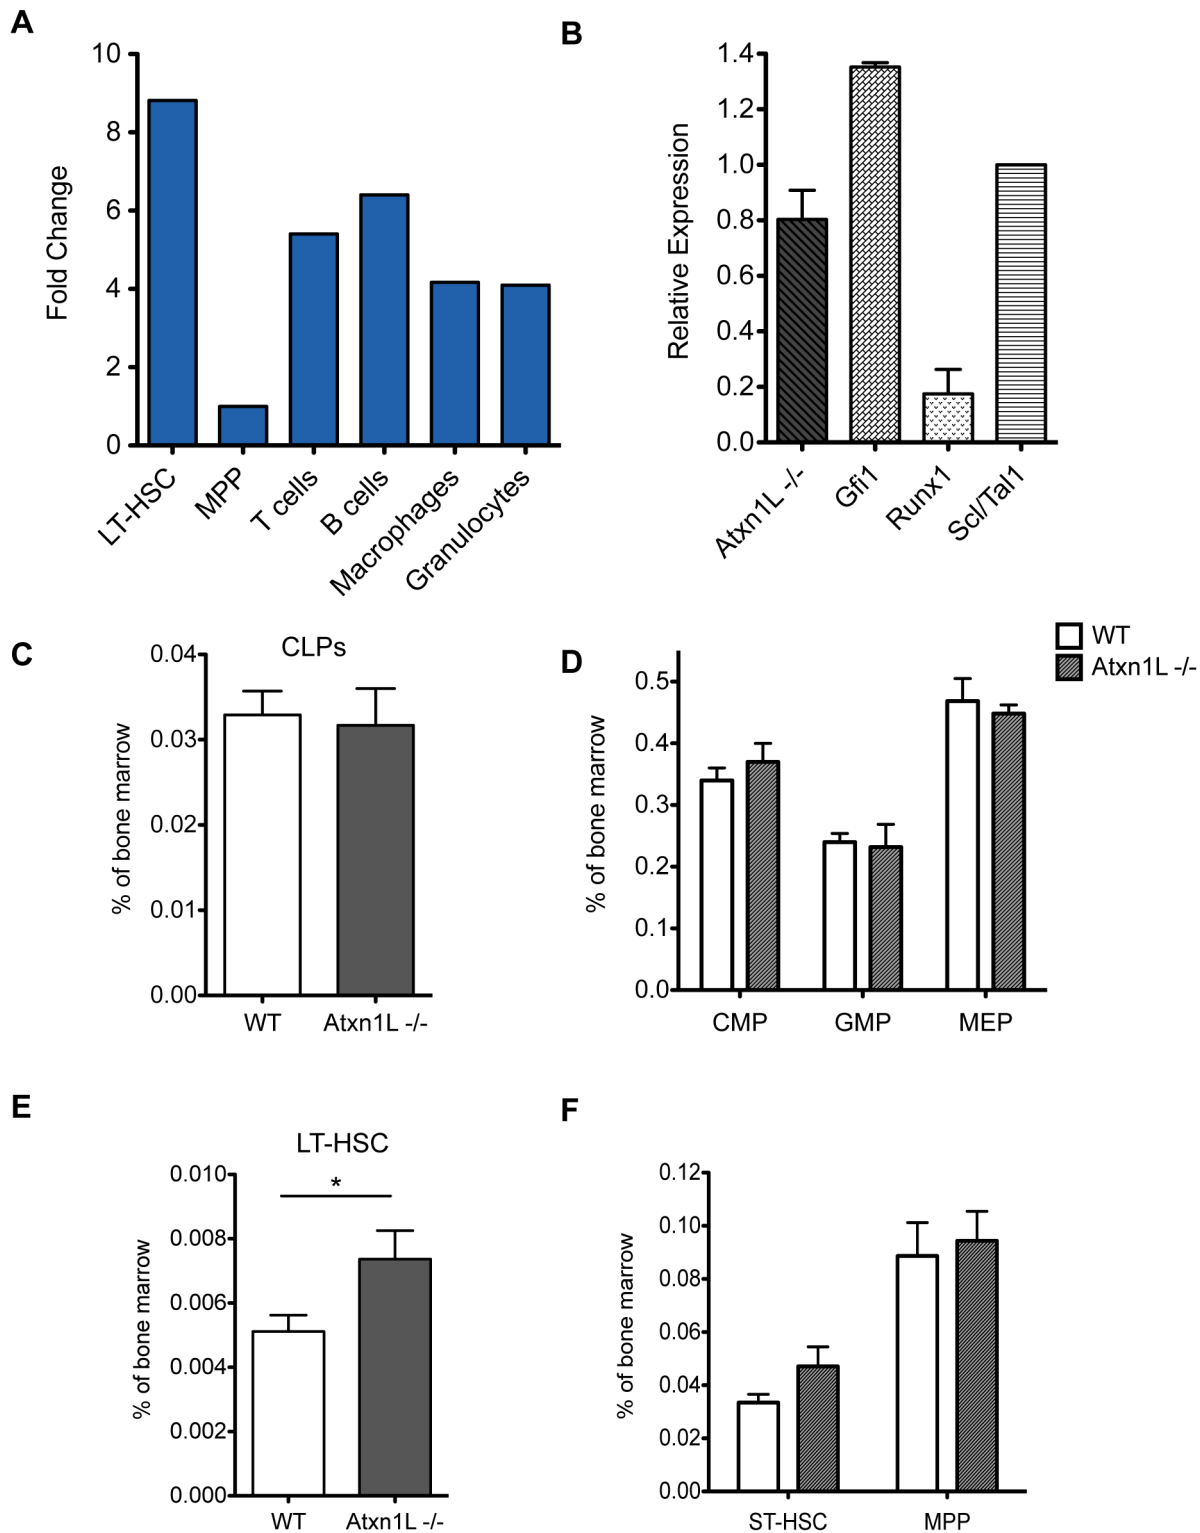 A
Fold Change
10
8
6
4
2
0
LT-HSC
MPP
T cells
B cells
Macrophages
Granulocytes
B
Relative Expression
1.4
1.2
1.0
0.8
0.6
0.4
0.2
0.0
Atxn1L -/-
Gfi1
Runx1
Scl/Tal1
C
CLPs
% of bone marrow
0.04
0.03
0.02
0.01
0.00
WT
Atxn1L -/-
D
WT
Atxn1L -/-
% of bone marrow
0.5
0.4
0.3
0.2
0.1
0.0
CMP
GMP
MEP
E
LT-HSC
*
% of bone marrow
0.010
0.008
0.006
0.004
0.002
0.000
WT
Atxn1L -/-
F
% of bone marrow
0.12
0.10
0.08
0.06
0.04
0.02
0.00
ST-HSC
MPP